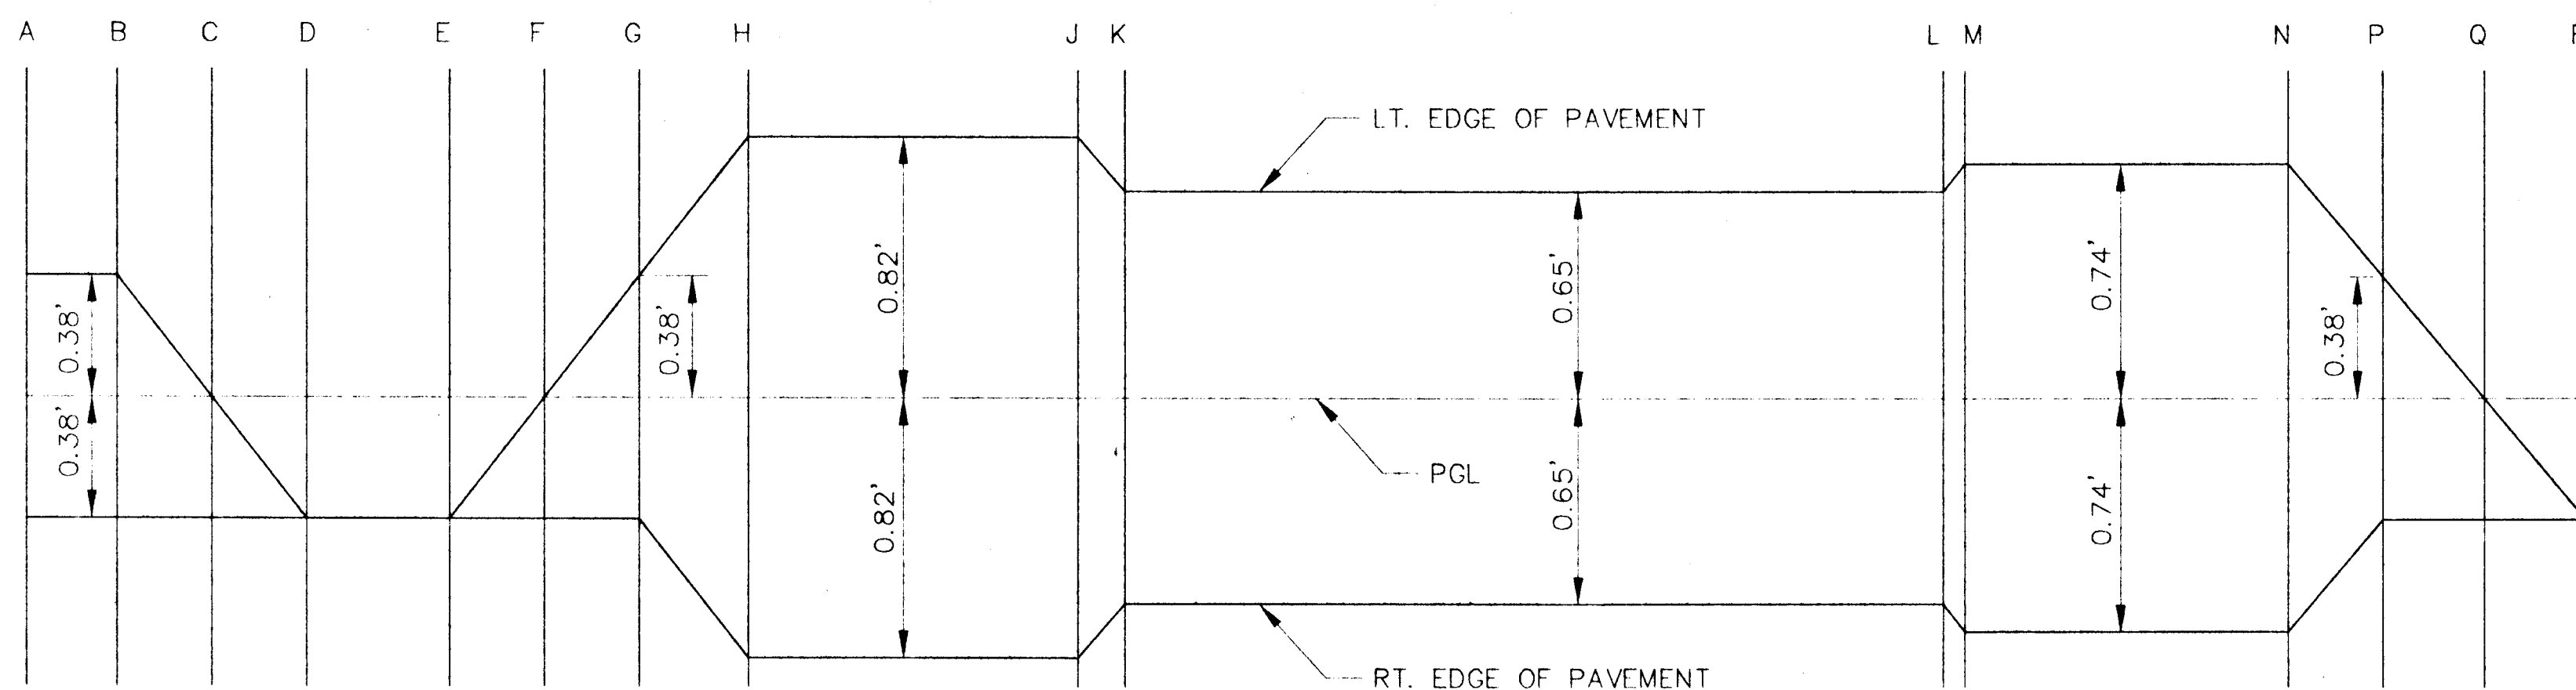 A B C D E F G H J K L M N P Q
LT. EDGE OF PAVEMENT
0.38'
0.38'
0.38'
0.82'
0.82'
0.65'
0.65'
0.74'
0.74'
0.38'
PGL
RT. EDGE OF PAVEMENT